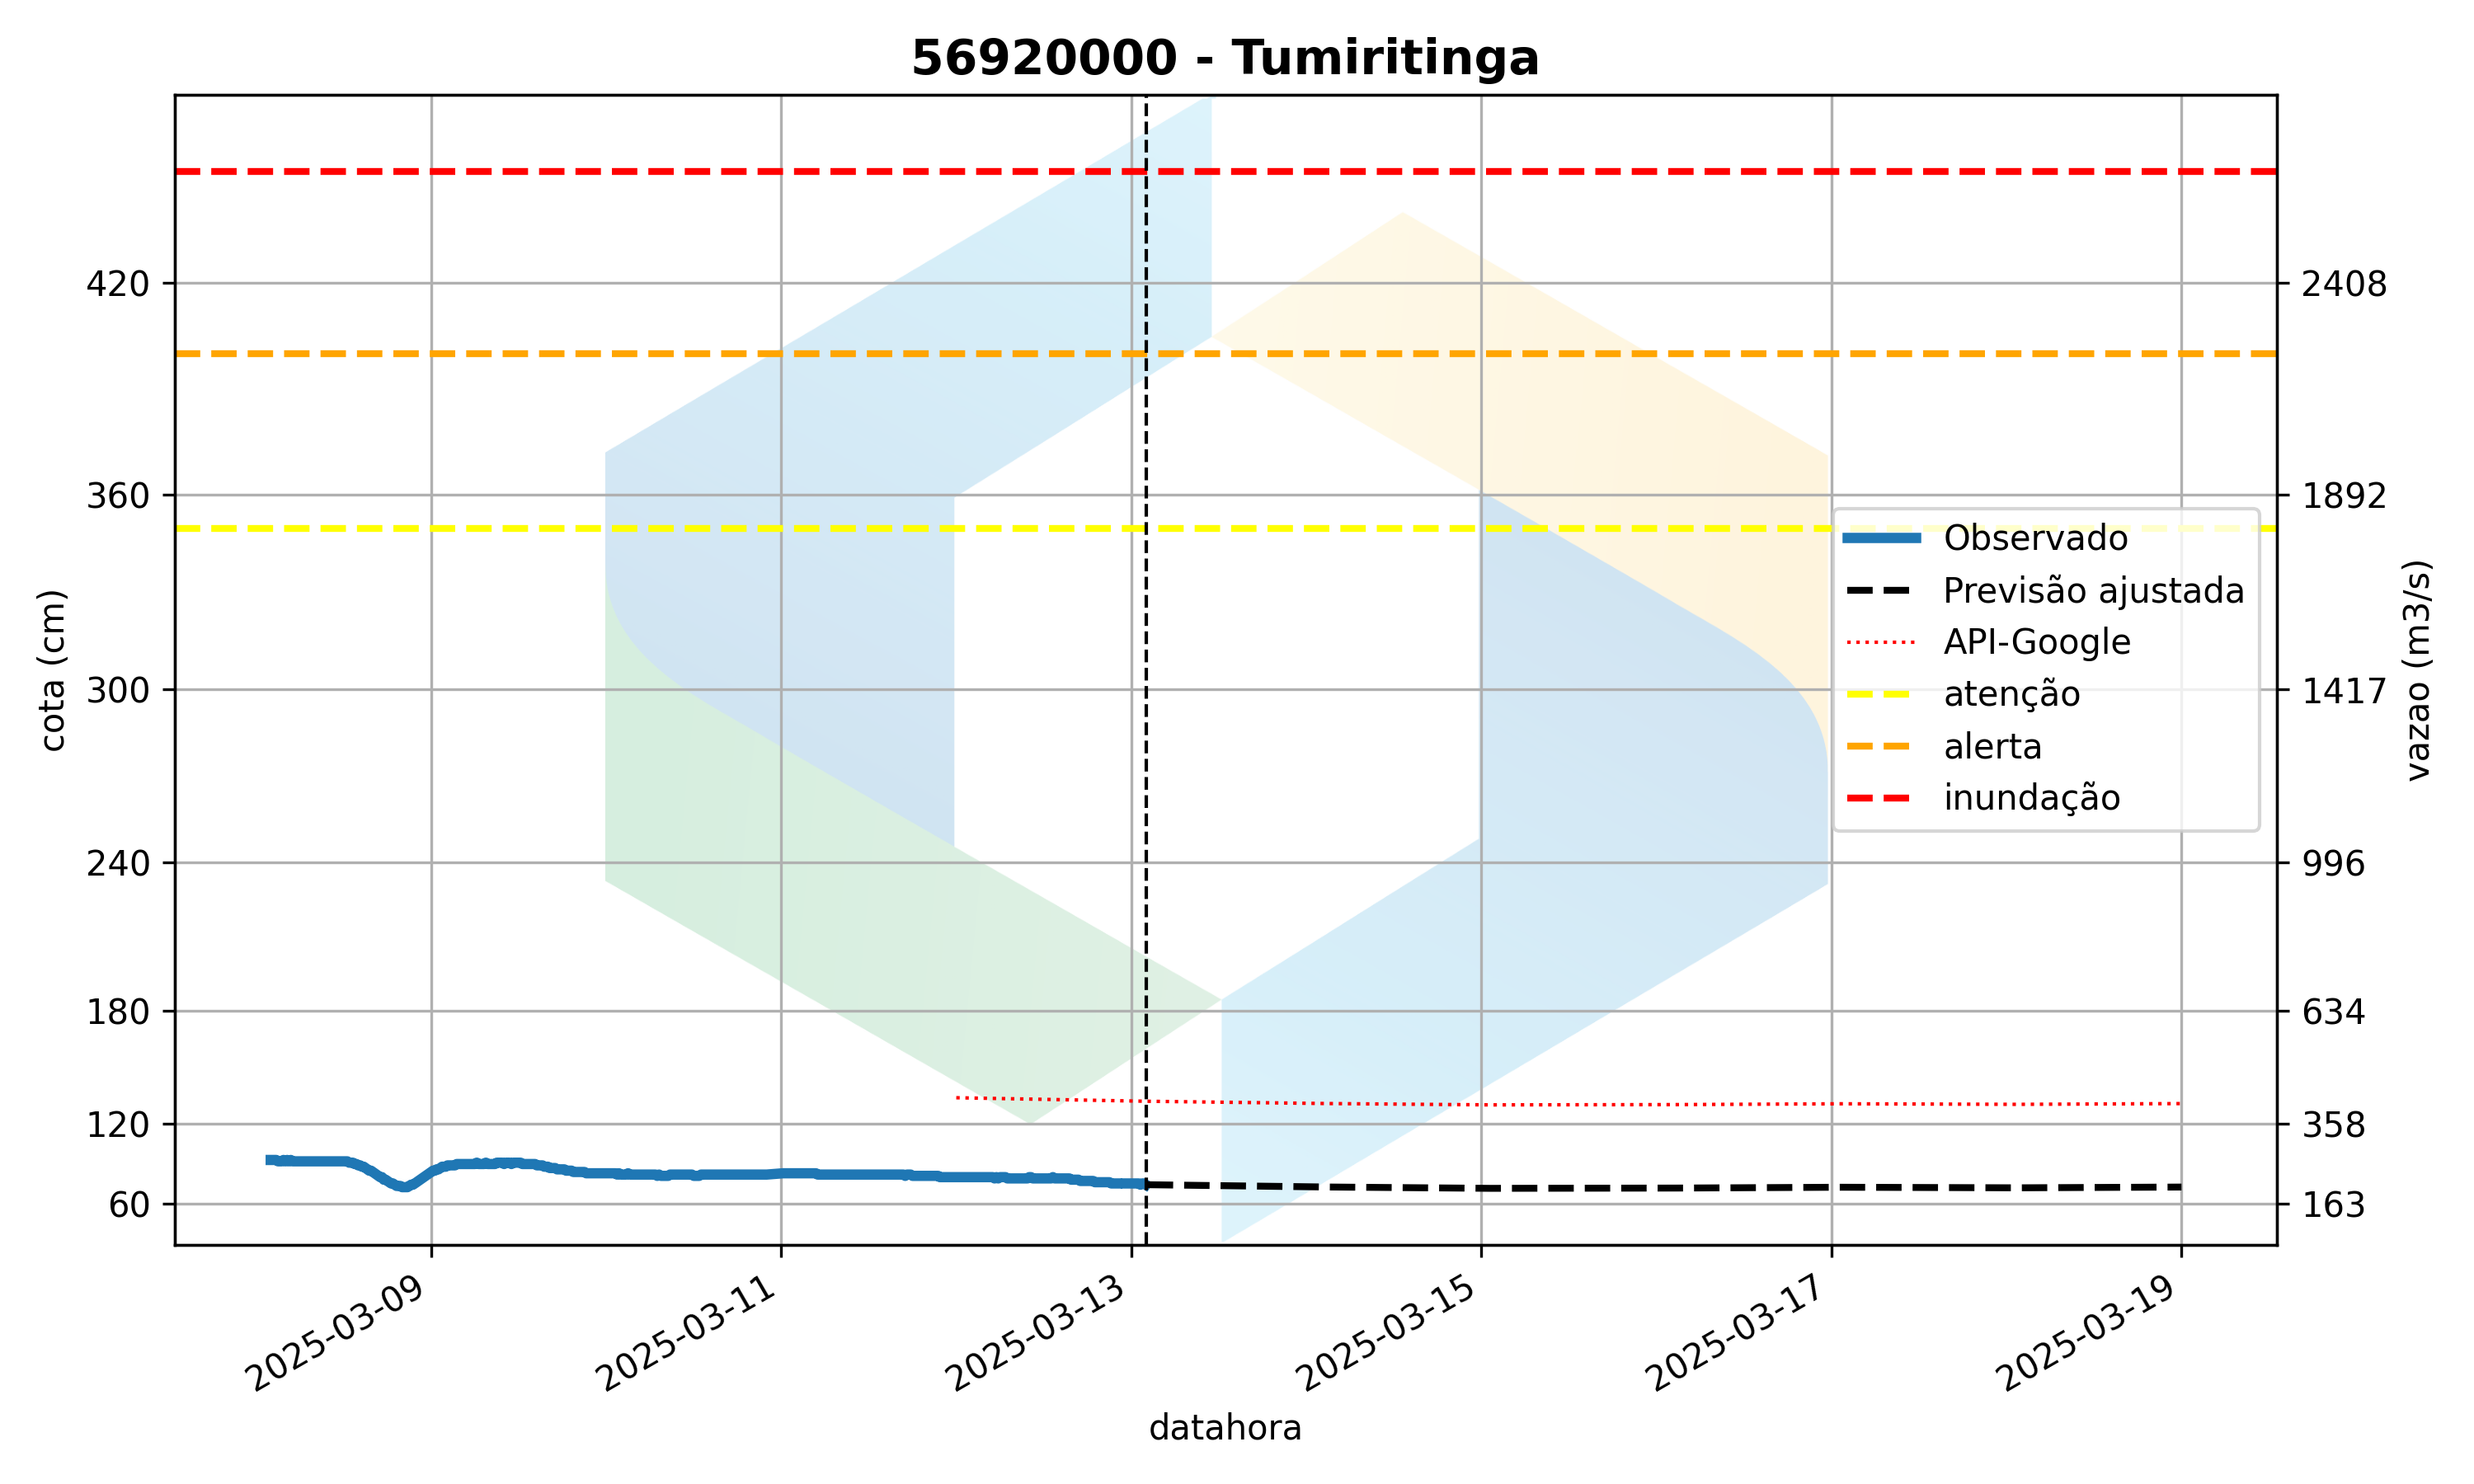 56920000 - Tumiritinga
420
360
300
240
180
120
60
cota (cm)
2408
1892
1417
996
634
358
163
vazao (m3/s)
Observado
Previsão ajustada
API-Google
atenção
alerta
inundação
2025-03-09
2025-03-11
2025-03-13
2025-03-15
2025-03-17
2025-03-19
datahora